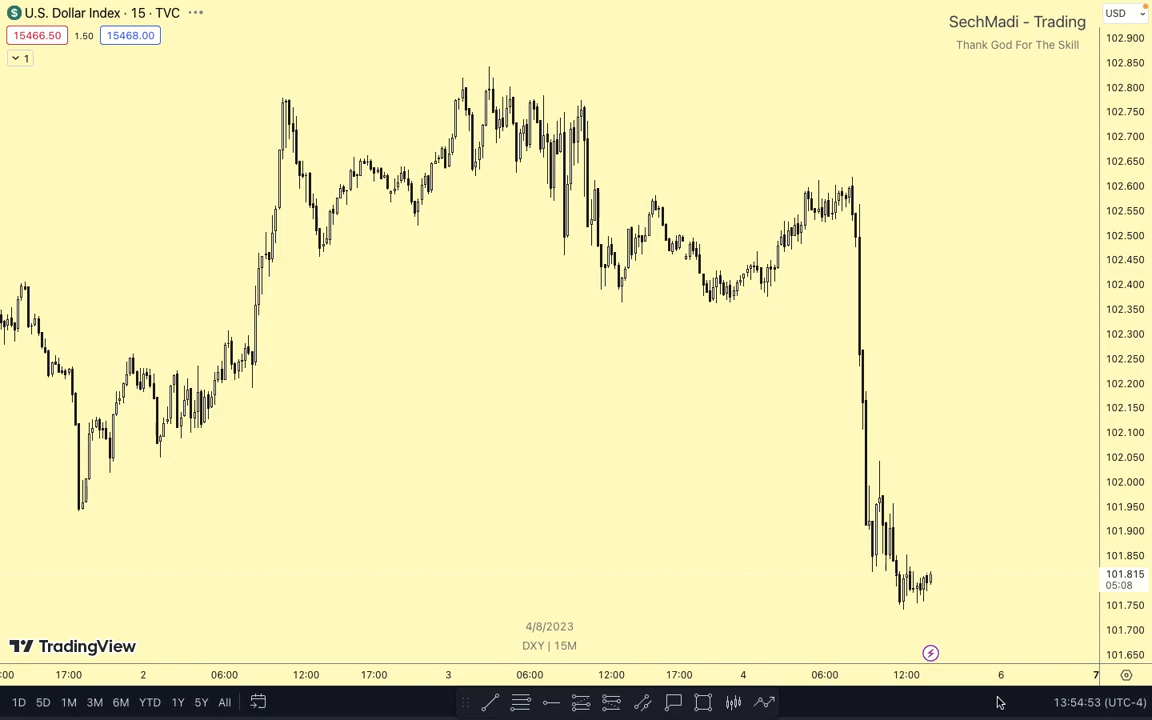 $ U.S. Dollar Index · 15 · TVC ···
15466.50 1.50 15468.00
1
SechMadi - Trading
Thank God For The Skill
USD
102.900
102.850
102.800
102.750
102.700
102.650
102.600
102.550
102.500
102.450
102.400
102.350
102.300
102.250
102.200
102.150
102.100
102.050
102.000
101.950
101.900
101.850
101.815
05:08
101.750
101.700
101.650
4/8/2023
DXY | 15M
TradingView
:00 17:00 2 06:00 12:00 17:00 3 06:00 12:00 17:00 4 06:00 12:00 6 7
1D 5D 1M 3M 6M YTD 1Y 5Y All
13:54:53 (UTC-4)